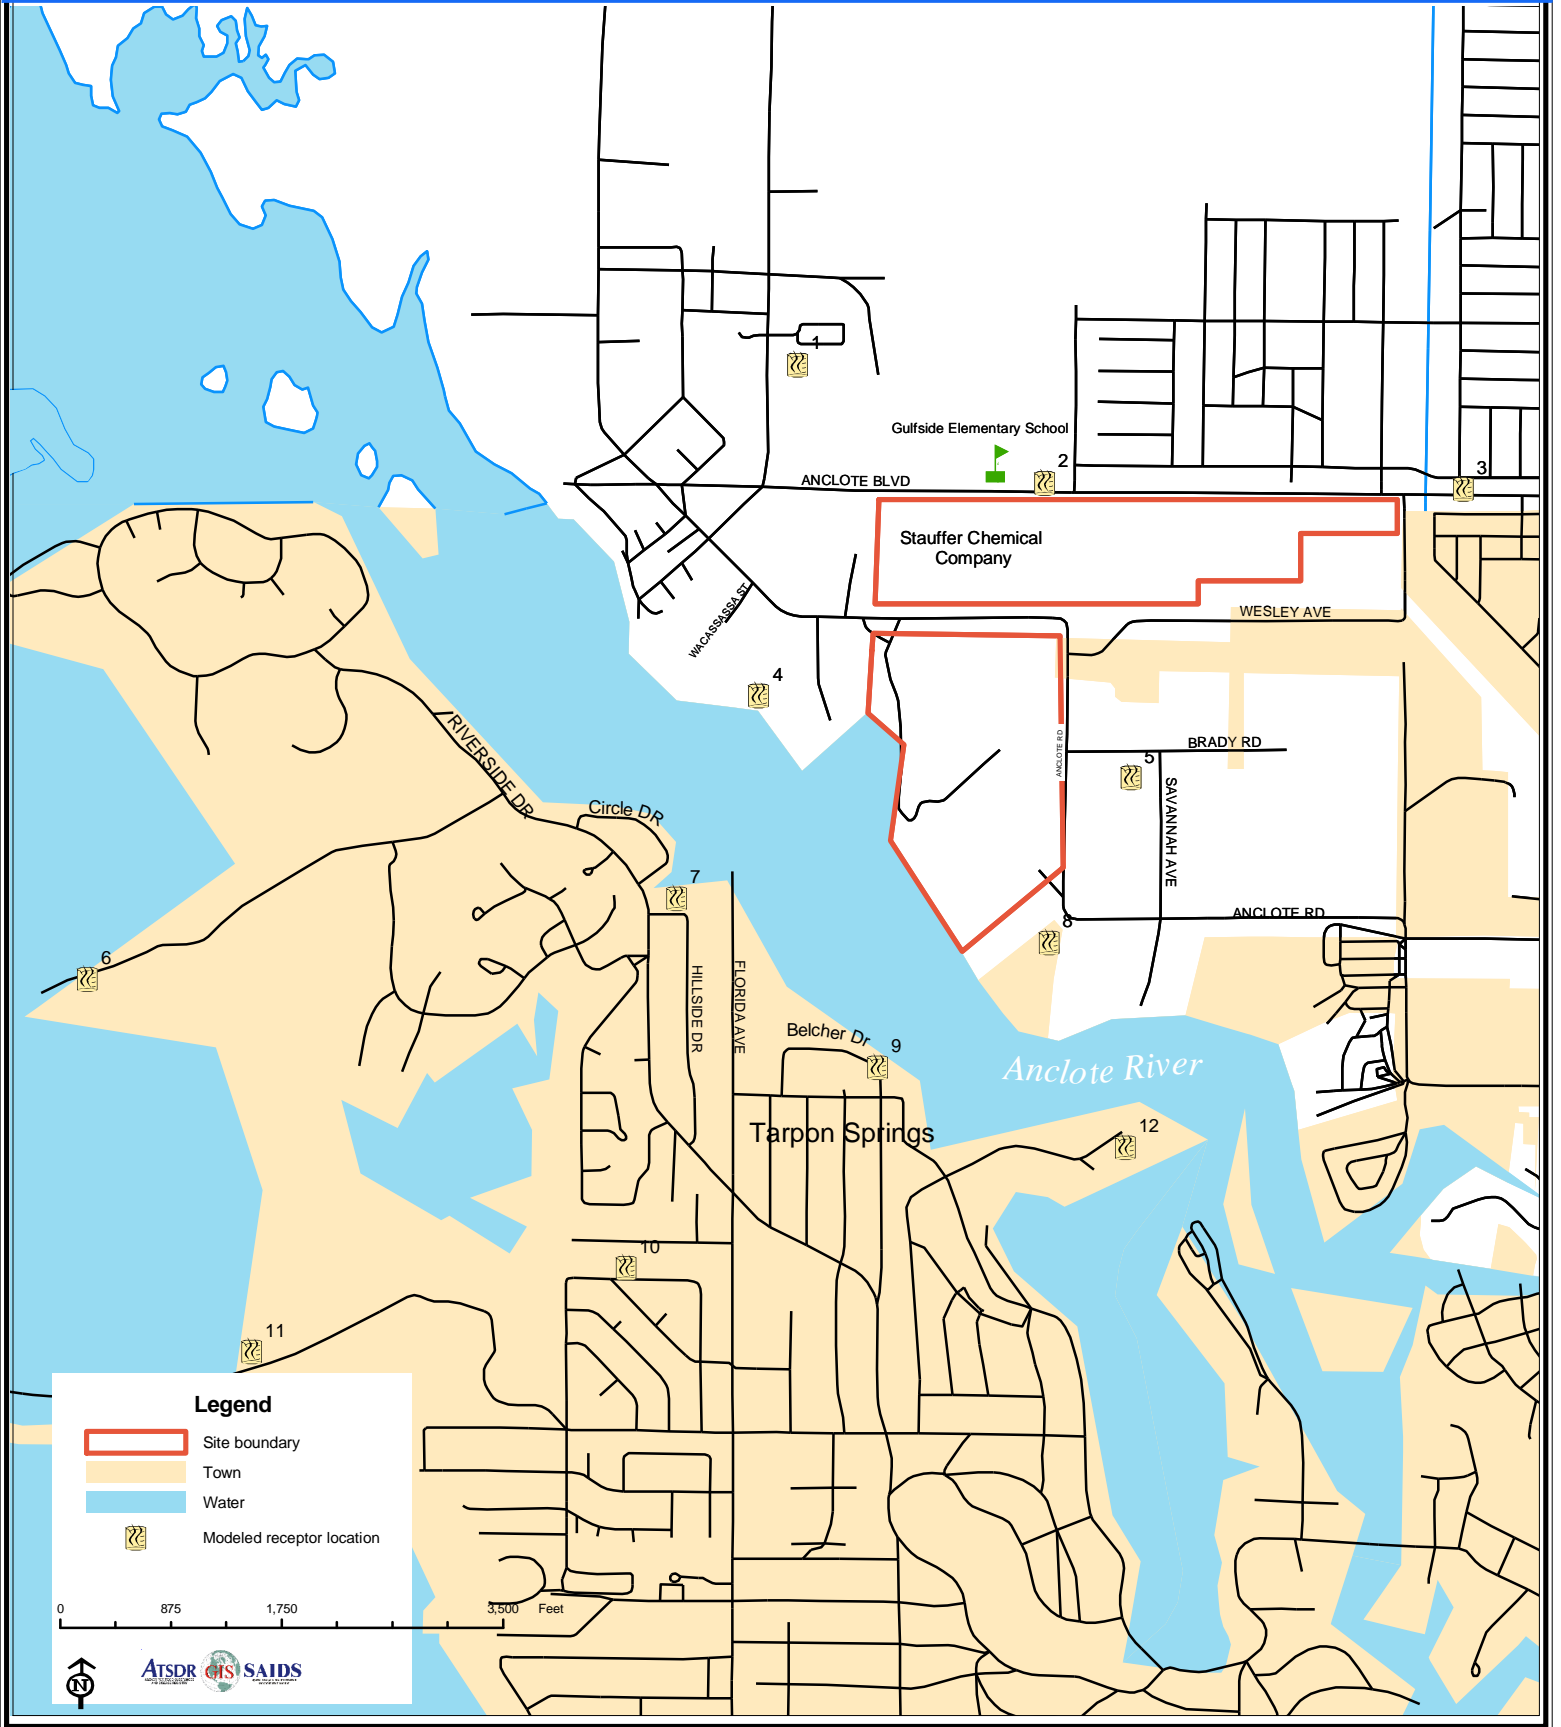 1
Gulfside Elementary School
2
3
ANCLOTE BLVD
Stauffer Chemical
Company
WACASSASSA ST
WESLEY AVE
4
RIVERSIDE DR
ANCLOTE RD
BRADY RD
5
SAVANNAH AVE
Circle DR
7
8
ANCLOTE RD
6
HILLSIDE DR
FLORIDA AVE
Belcher Dr
9
Anclote River
Tarpon Springs
12
10
11
Legend
Site boundary
Town
Water
Modeled receptor location
0 875 1,750 3,500 Feet
N
ATSDR GIS SAIDS